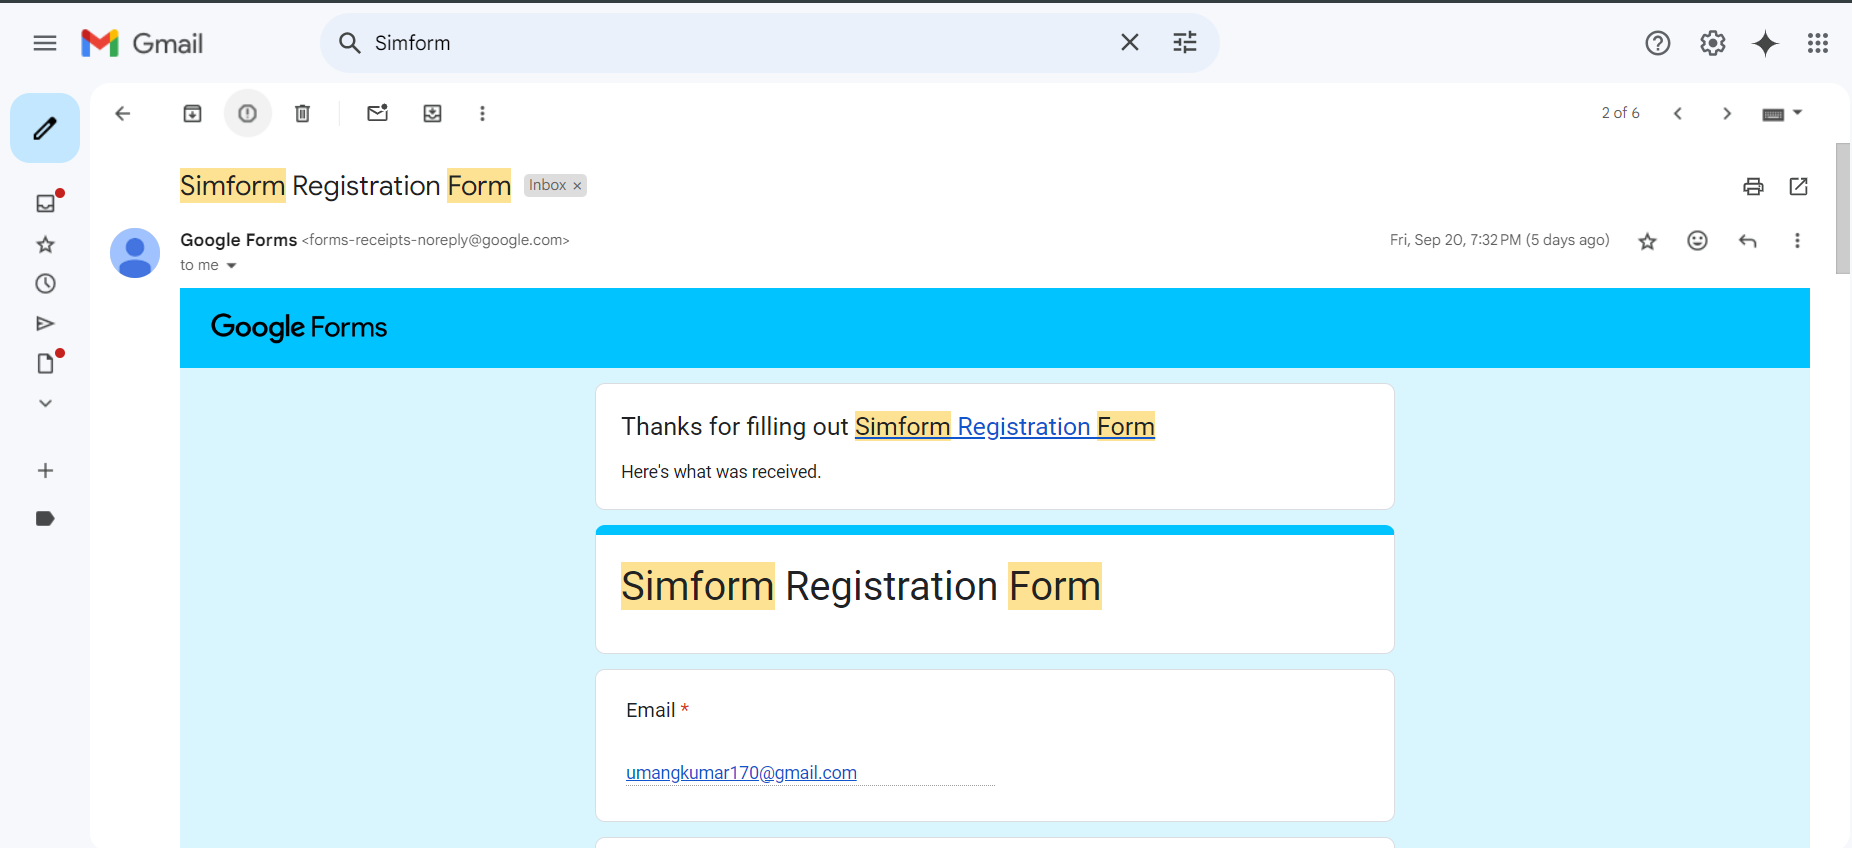 Gmail
Simform
2 of 6
Simform Registration Form
Inbox ×
Google Forms <forms-receipts-noreply@google.com>
Fri, Sep 20, 7:32 PM (5 days ago)
to me
Google Forms
Thanks for filling out Simform Registration Form
Here's what was received.
Simform Registration Form
Email *
umangkumar170@gmail.com